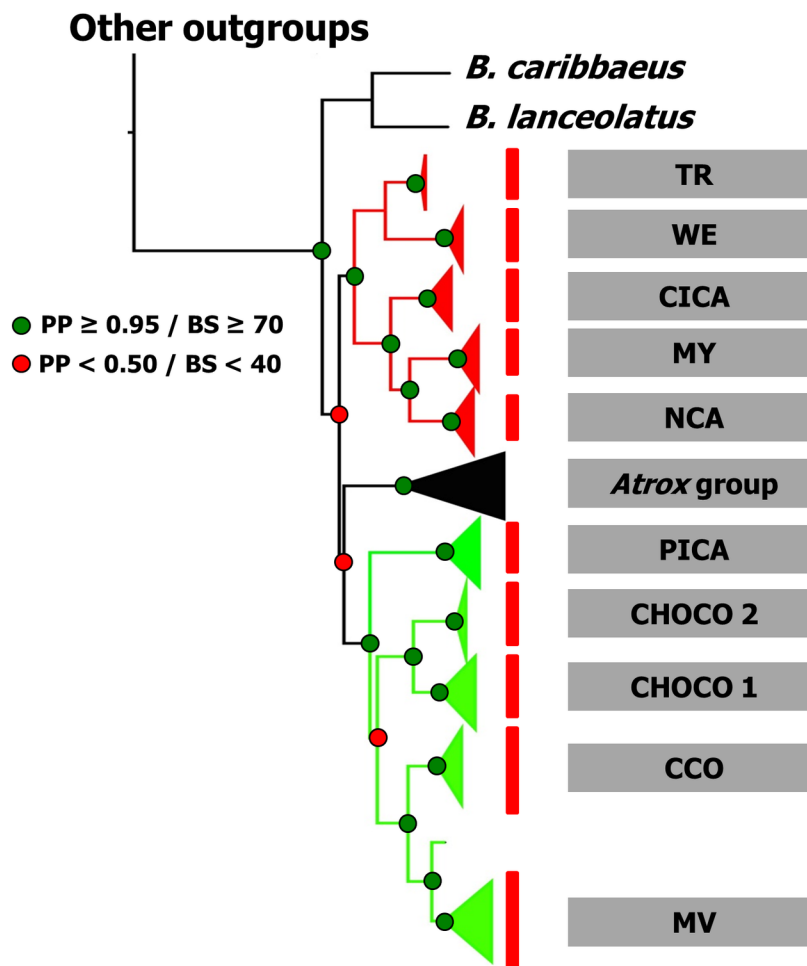 Other outgroups
B. caribbaeus
B. lanceolatus
TR
WE
CICA
PP ≥ 0.95 / BS ≥ 70
MY
PP < 0.50 / BS < 40
NCA
Atrox group
PICA
CHOCO 2
CHOCO 1
CCO
MV